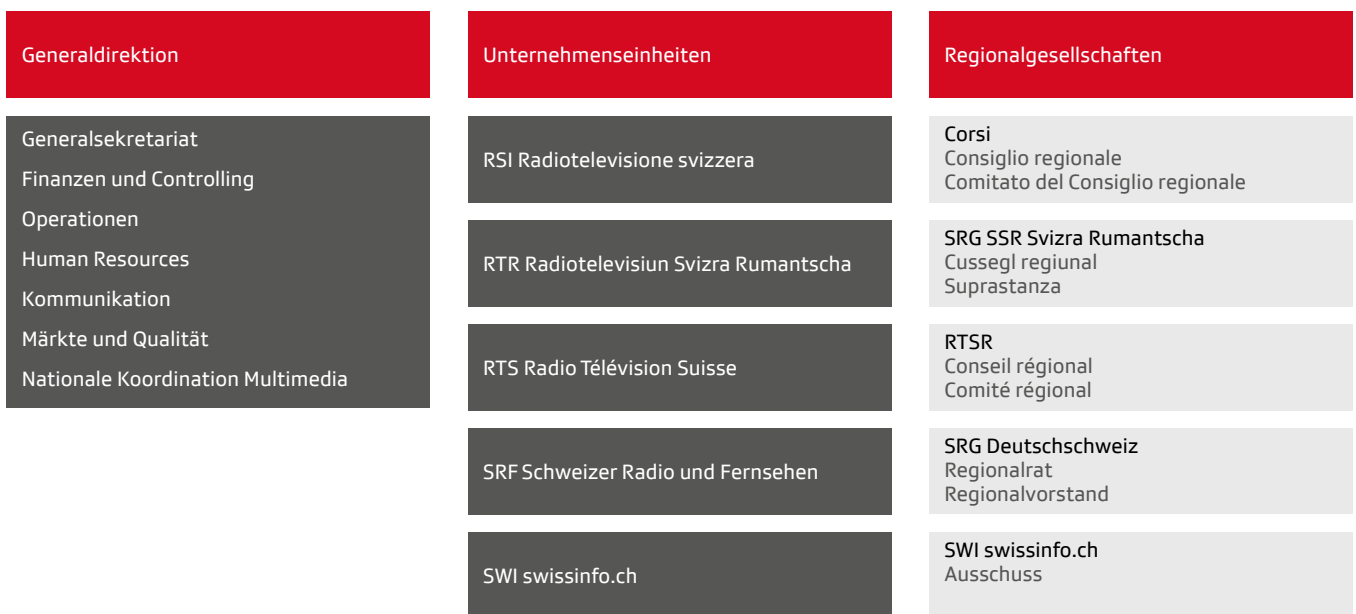 Generaldirektion
Generalsekretariat
Finanzen und Controlling
Operationen
Human Resources
Kommunikation
Märkte und Qualität
Nationale Koordination Multimedia
Unternehmenseinheiten
RSI Radiotelevisione svizzera
RTR Radiotelevisiun Svizra Rumantscha
RTS Radio Télévision Suisse
SRF Schweizer Radio und Fernsehen
SWI swissinfo.ch
Regionalgesellschaften
Corsi
Consiglio regionale
Comitato del Consiglio regionale
SRG SSR Svizra Rumantscha
Cussegl regiunal
Suprastanza
RTSR
Conseil régional
Comité régional
SRG Deutschschweiz
Regionalrat
Regionalvorstand
SWI swissinfo.ch
Ausschuss